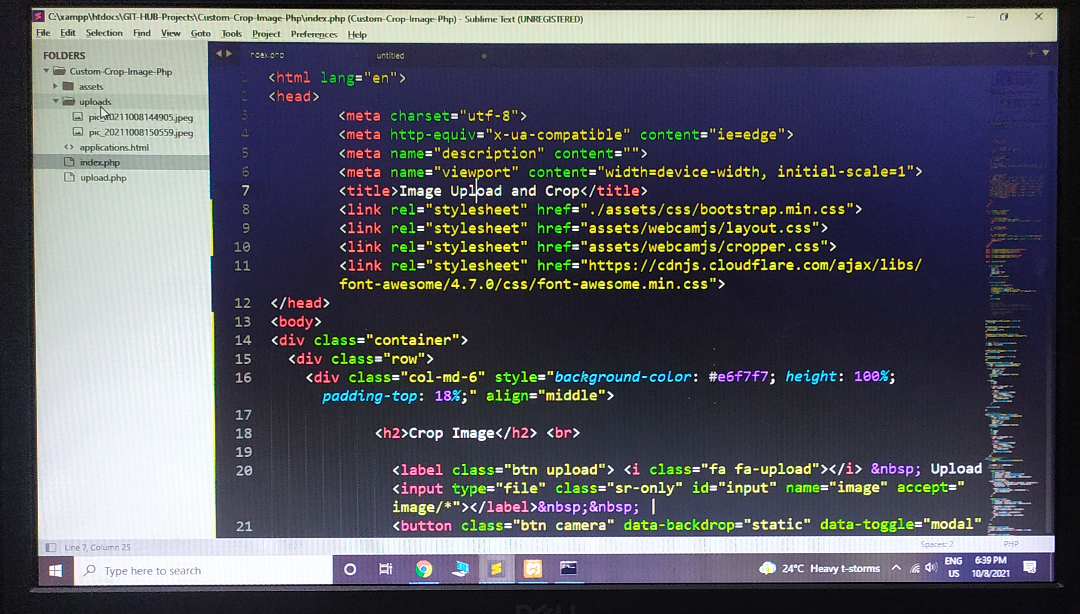 C:\xampp\htdocs\GIT-HUB-Projects\Custom-Crop-Image-Php\index.php (Custom-Crop-Image-Php) - Sublime Text (UNREGISTERED)
File Edit Selection Find View Goto Tools Project Preferences Help
FOLDERS
Custom-Crop-Image-Php
assets
uploads
pic_20211008144905.jpeg
pic_20211008150559.jpeg
applications.html
index.php
upload.php
untitled
1 <html lang="en">
2 <head>
3 <meta charset="utf-8">
4 <meta http-equiv="x-ua-compatible" content="ie=edge">
5 <meta name="description" content="">
6 <meta name="viewport" content="width=device-width, initial-scale=1">
7 <title>Image Upload and Crop</title>
8 <link rel="stylesheet" href="./assets/css/bootstrap.min.css">
9 <link rel="stylesheet" href="assets/webcamjs/layout.css">
10 <link rel="stylesheet" href="assets/webcamjs/cropper.css">
11 <link rel="stylesheet" href="https://cdnjs.cloudflare.com/ajax/libs/
font-awesome/4.7.0/css/font-awesome.min.css">
12 </head>
13 <body>
14 <div class="container">
15 <div class="row">
16 <div class="col-md-6" style="background-color: #e6f7f7; height: 100%;
padding-top: 18%;" align="middle">
17
18 <h2>Crop Image</h2> <br>
19
20 <label class="btn upload"> <i class="fa fa-upload"></i> &nbsp; Upload
<input type="file" class="sr-only" id="input" name="image" accept="
image/*"></label>&nbsp;&nbsp; |
21 <button class="btn camera" data-backdrop="static" data-toggle="modal"
Line 7, Column 25
Spaces: 2
PHP
Type here to search
24°C Heavy t-storms
ENG
US
6:39 PM
10/8/2021